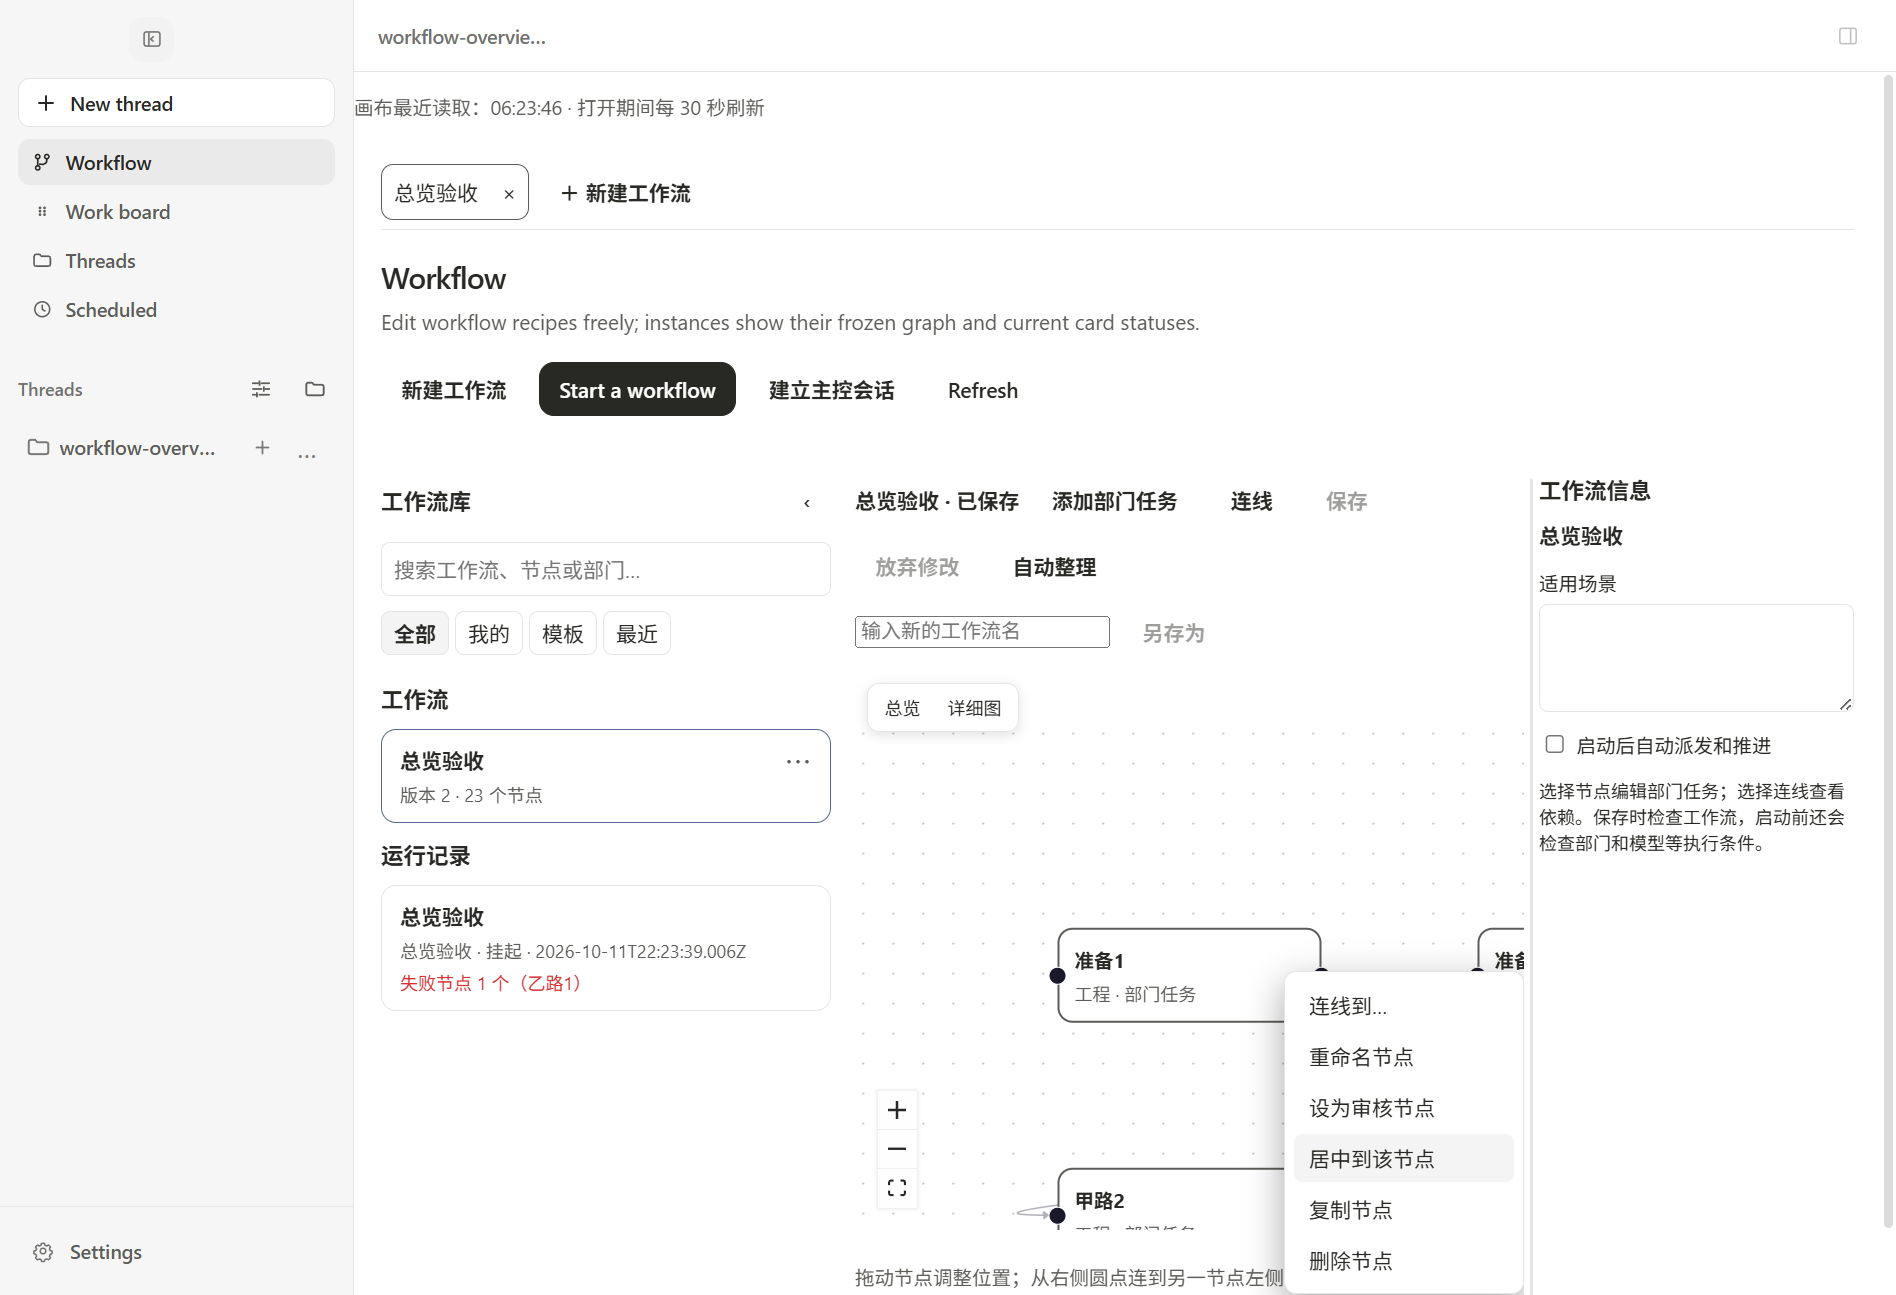 New thread
Workflow
Work board
Threads
Scheduled
Threads
workflow-overv...
Settings
workflow-overvie...
画布最近读取：06:23:46 · 打开期间每 30 秒刷新
总览验收 ×
+ 新建工作流
Workflow
Edit workflow recipes freely; instances show their frozen graph and current card statuses.
新建工作流
Start a workflow
建立主控会话
Refresh
工作流库
搜索工作流、节点或部门...
全部
我的
模板
最近
工作流
总览验收
版本 2 · 23 个节点
运行记录
总览验收
总览验收 · 挂起 · 2026-10-11T22:23:39.006Z
失败节点 1 个（乙路1）
总览验收 · 已保存
添加部门任务
连线
保存
放弃修改
自动整理
输入新的工作流名
另存为
总览
详细图
准备1
工程 · 部门任务
准备
甲路2
工程 · 部门任务
连线到...
重命名节点
设为审核节点
居中到该节点
复制节点
删除节点
拖动节点调整位置；从右侧圆点连到另一节点左侧
工作流信息
总览验收
适用场景
启动后自动派发和推进
选择节点编辑部门任务；选择连线查看
依赖。保存时检查工作流，启动前还会
检查部门和模型等执行条件。